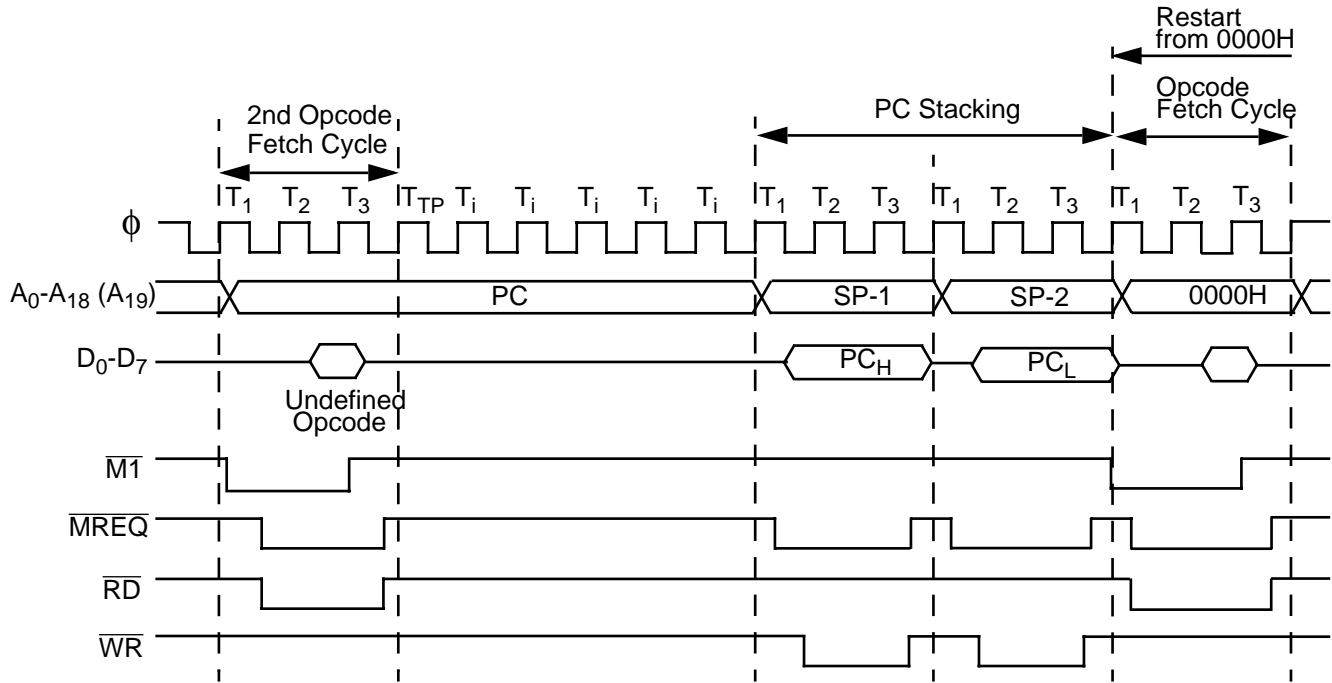 Restart
from 0000H
2nd Opcode
Fetch Cycle
PC Stacking
Opcode
Fetch Cycle
T1 T2 T3 TTP Ti Ti Ti Ti Ti T1 T2 T3 T1 T2 T3 T1 T2 T3
ϕ
A0-A18 (A19) PC SP-1 SP-2 0000H
D0-D7 PCH PCL
Undefined
Opcode
M1
MREQ
RD
WR